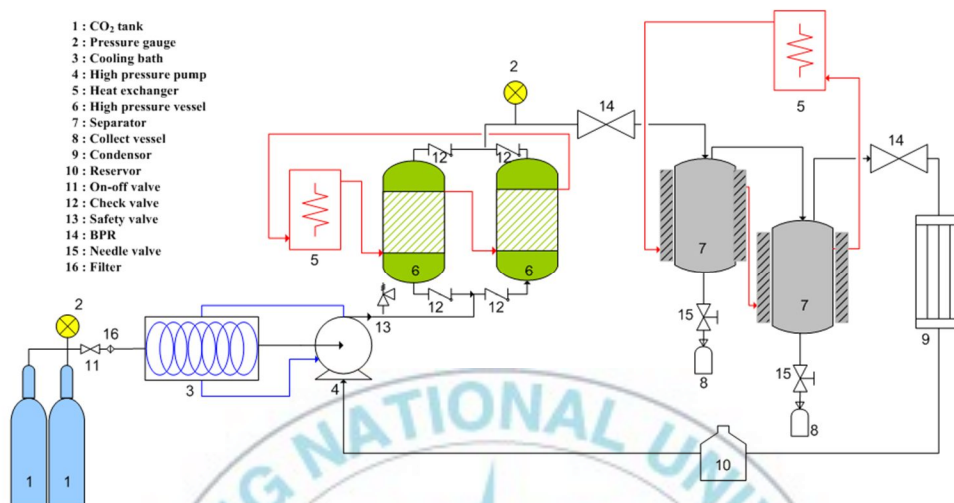 1 : CO₂ tank
2 : Pressure gauge
3 : Cooling bath
4 : High pressure pump
5 : Heat exchanger
6 : High pressure vessel
7 : Separator
8 : Collect vessel
9 : Condensor
10 : Reservor
11 : On-off valve
12 : Check valve
13 : Safety valve
14 : BPR
15 : Needle valve
16 : Filter
2
14
5
14
12
12
5
6
6
7
7
2
16
11
3
13
12
12
4
15
8
15
8
9
10
1
1
NATIONAL